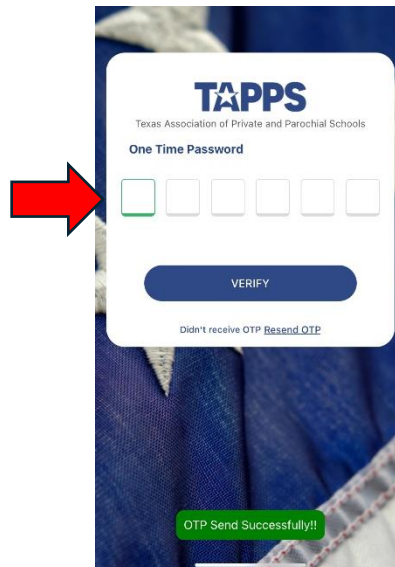 TAPPS
Texas Association of Private and Parochial Schools
One Time Password
VERIFY
Didn't receive OTP Resend OTP
OTP Send Successfully!!